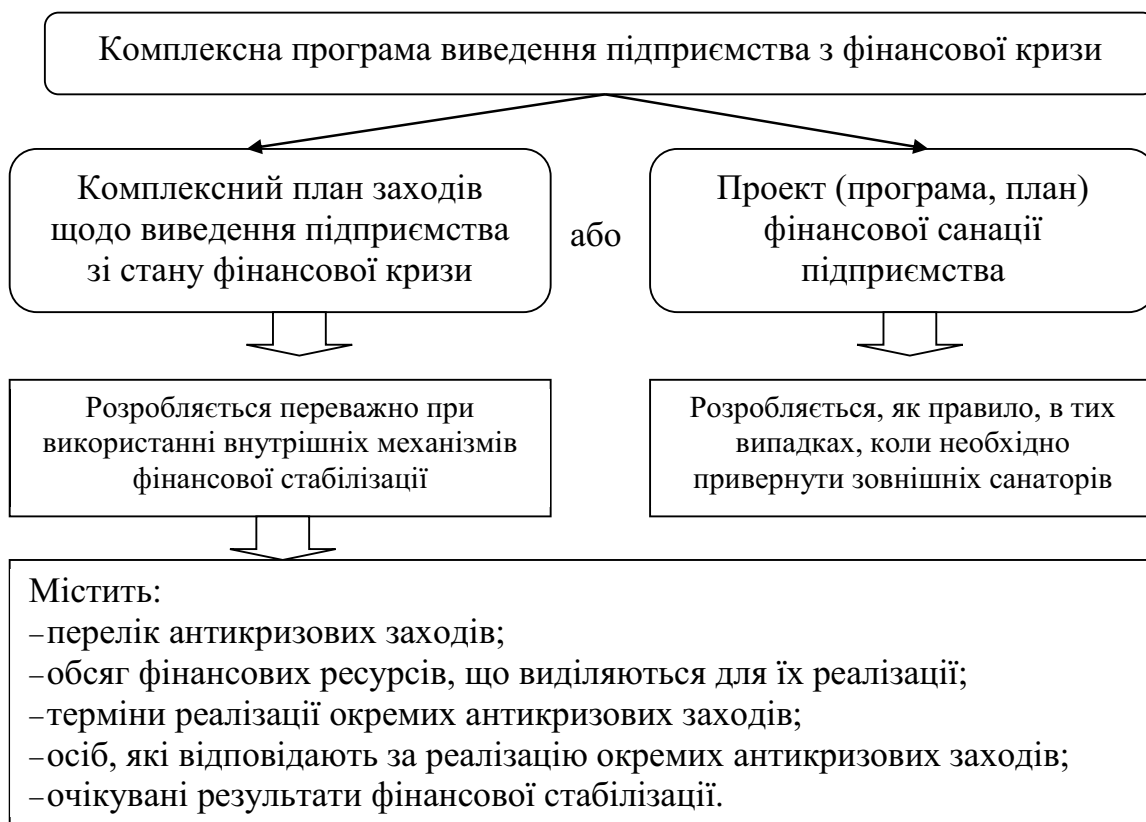 Комплексна програма виведення підприємства з фінансової кризи
Комплексний план заходів
щодо виведення підприємства
зі стану фінансової кризи
або
Проект (програма, план)
фінансової санації
підприємства
Розробляється переважно при
використанні внутрішніх механізмів
фінансової стабілізації
Розробляється, як правило, в тих
випадках, коли необхідно
привернути зовнішніх санаторів
Містить:
–перелік антикризових заходів;
–обсяг фінансових ресурсів, що виділяються для їх реалізації;
–терміни реалізації окремих антикризових заходів;
–осіб, які відповідають за реалізацію окремих антикризових заходів;
–очікувані результати фінансової стабілізації.